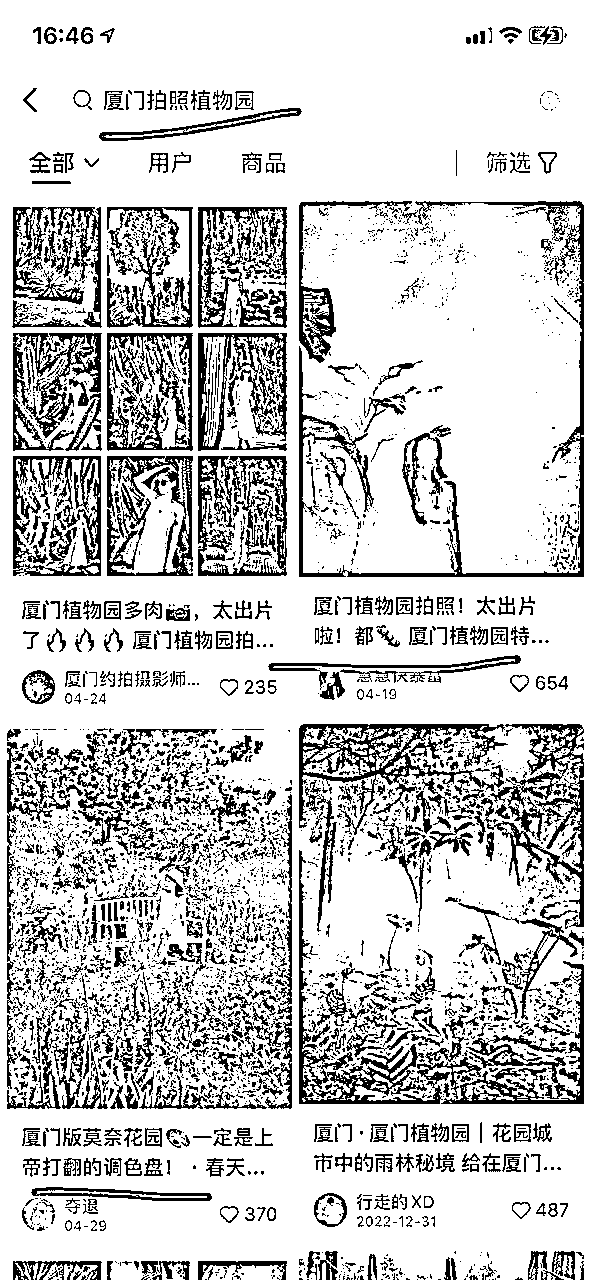 16:46
厦门拍照植物园
全部 用户 商品 筛选
厦门植物园多肉📷，太出片
了🔥🔥🔥 厦门植物园拍...
厦门约拍摄影师...
04-24
235
厦门植物园拍照！太出片
啦！都 厦门植物园特...
04-19
654
厦门版莫奈花园🎨一定是上
帝打翻的调色盘！·春天...
夺退
04-29
370
厦门·厦门植物园｜花园城
市中的雨林秘境 给在厦门...
行走的XD
2022-12-31
487